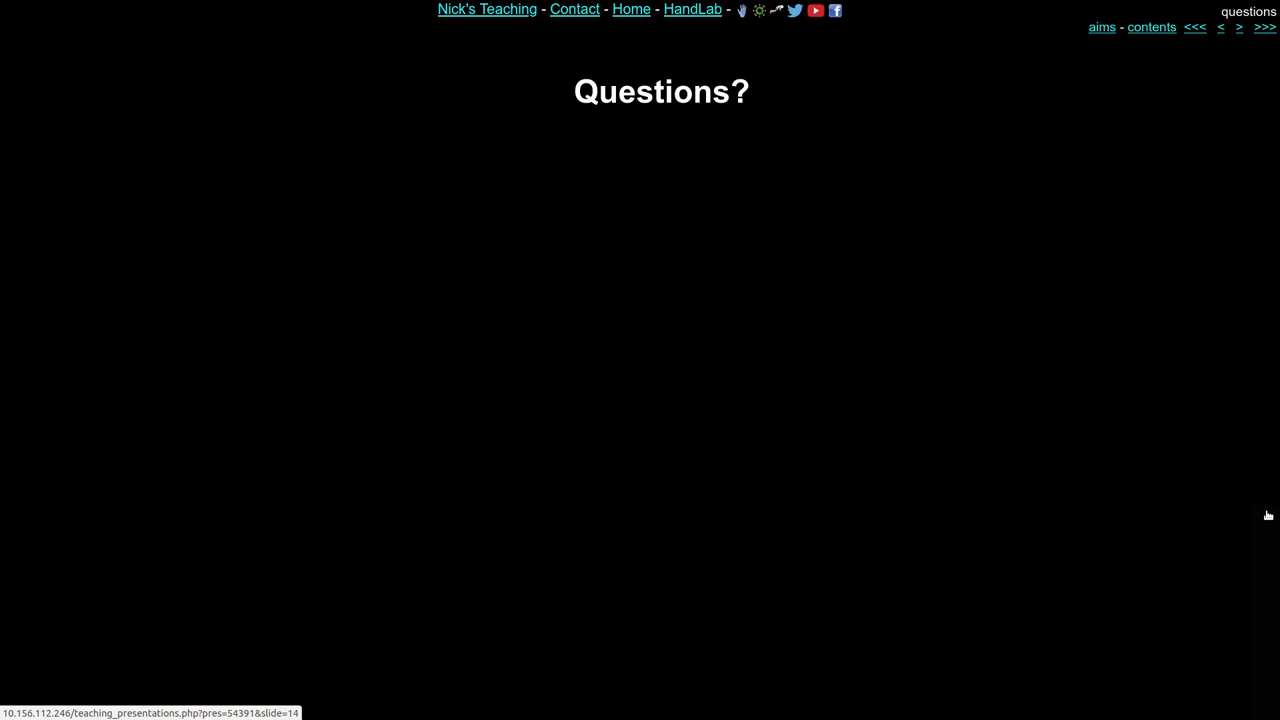 Nick's Teaching - Contact - Home - HandLab -
questions
aims - contents <<< < > >>>
Questions?
10.156.112.246/teaching_presentations.php?pres=54391&slide=14